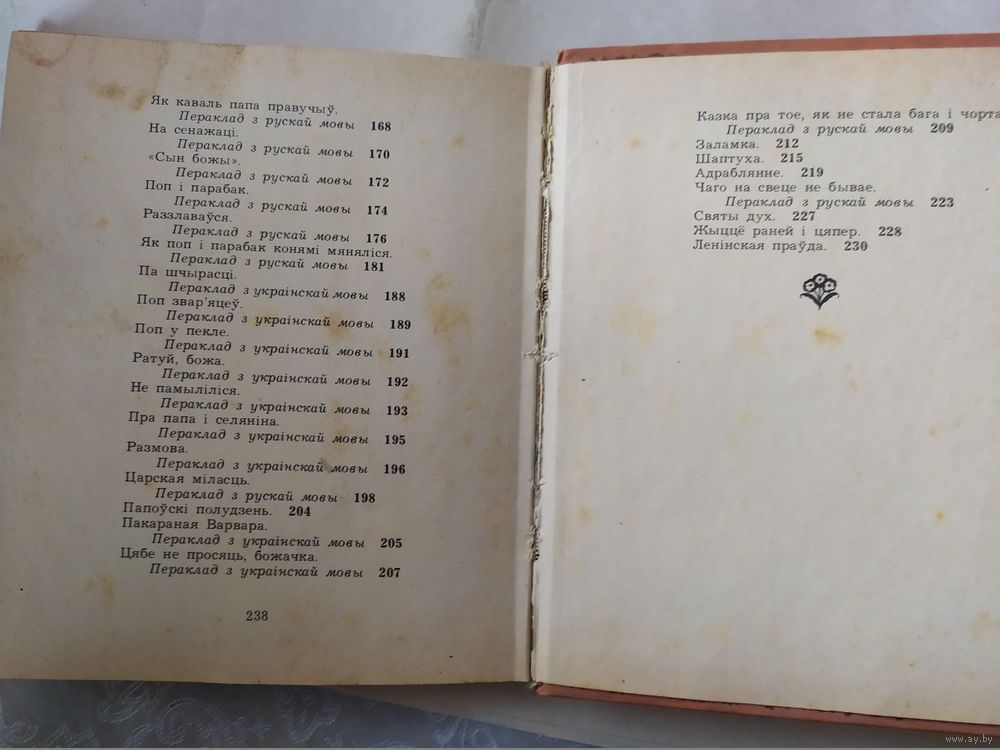 Як каваль папа правучыў.
Пераклад з рускай мовы 168
На сенажаці.
Пераклад з рускай мовы 170
«Сын божы».
Пераклад з рускай мовы 172
Поп і парабак.
Пераклад з рускай мовы 174
Раззлаваўся.
Пераклад з рускай мовы 176
Як поп і парабак конямі мяняліся.
Пераклад з рускай мовы 181
Па шчырасці.
Пераклад з украінскай мовы 188
Поп звар'яцеў.
Пераклад з украінскай мовы 189
Поп у пекле.
Пераклад з украінскай мовы 191
Ратуй, божа.
Пераклад з украінскай мовы 192
Не памыліліся.
Пераклад з украінскай мовы 193
Пра папа і селяніна.
Пераклад з украінскай мовы 195
Размова.
Пераклад з украінскай мовы 196
Царская міласць.
Пераклад з рускай мовы 198
Папоўскі полудзень. 204
Пакараная Варвара.
Пераклад з украінскай мовы 205
Цябе не просяць, божачка.
Пераклад з украінскай мовы 207
238
Казка пра тое, як не стала бага і чорта
Пераклад з рускай мовы 209
Заламка. 212
Шаптуха. 215
Адраблянне. 219
Чаго на свеце не бывае.
Пераклад з рускай мовы 223
Святы дух. 227
Жыццё раней і цяпер. 228
Ленінская праўда. 230
www.ay.by